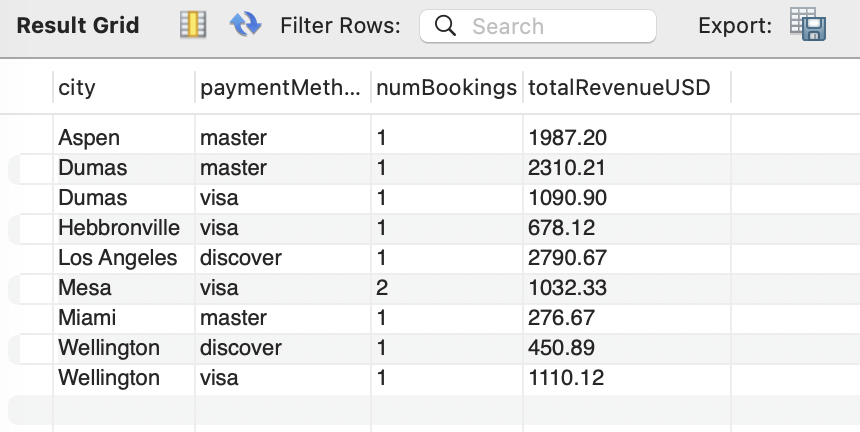 Result Grid Filter Rows: Search Export:
city paymentMeth... numBookings totalRevenueUSD
Aspen master 1 1987.20
Dumas master 1 2310.21
Dumas visa 1 1090.90
Hebbronville visa 1 678.12
Los Angeles discover 1 2790.67
Mesa visa 2 1032.33
Miami master 1 276.67
Wellington discover 1 450.89
Wellington visa 1 1110.12